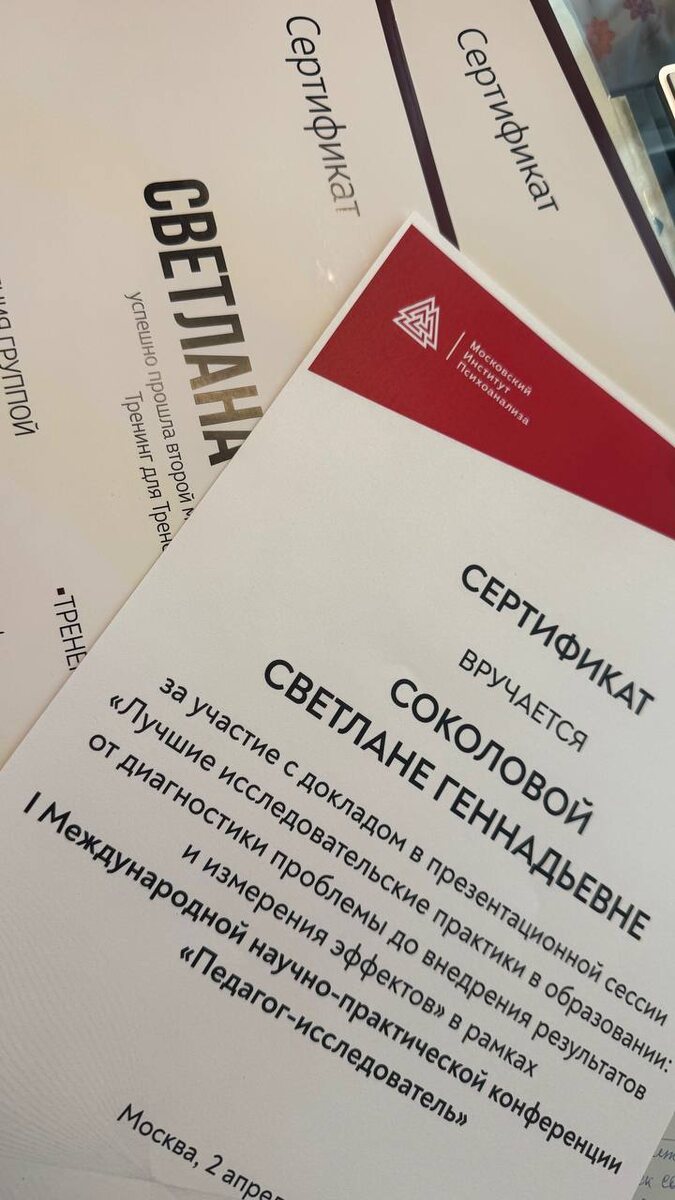 Сертификат
Сертификат
СВЕТЛАНА
успешно прошла второй
Тренинг для
ГРУППОЙ
Московский
Институт
Психоанализа
СЕРТИФИКАТ
ВРУЧАЕТСЯ
СОКОЛОВОЙ
СВЕТЛАНЕ ГЕННАДЬЕВНЕ
за участие с докладом в презентационной сессии
«Лучшие исследовательские практики в образовании:
от диагностики проблемы до внедрения результатов
и измерения эффектов» в рамках
I Международной научно-практической конференции
«Педагог-исследователь»
Москва, 2